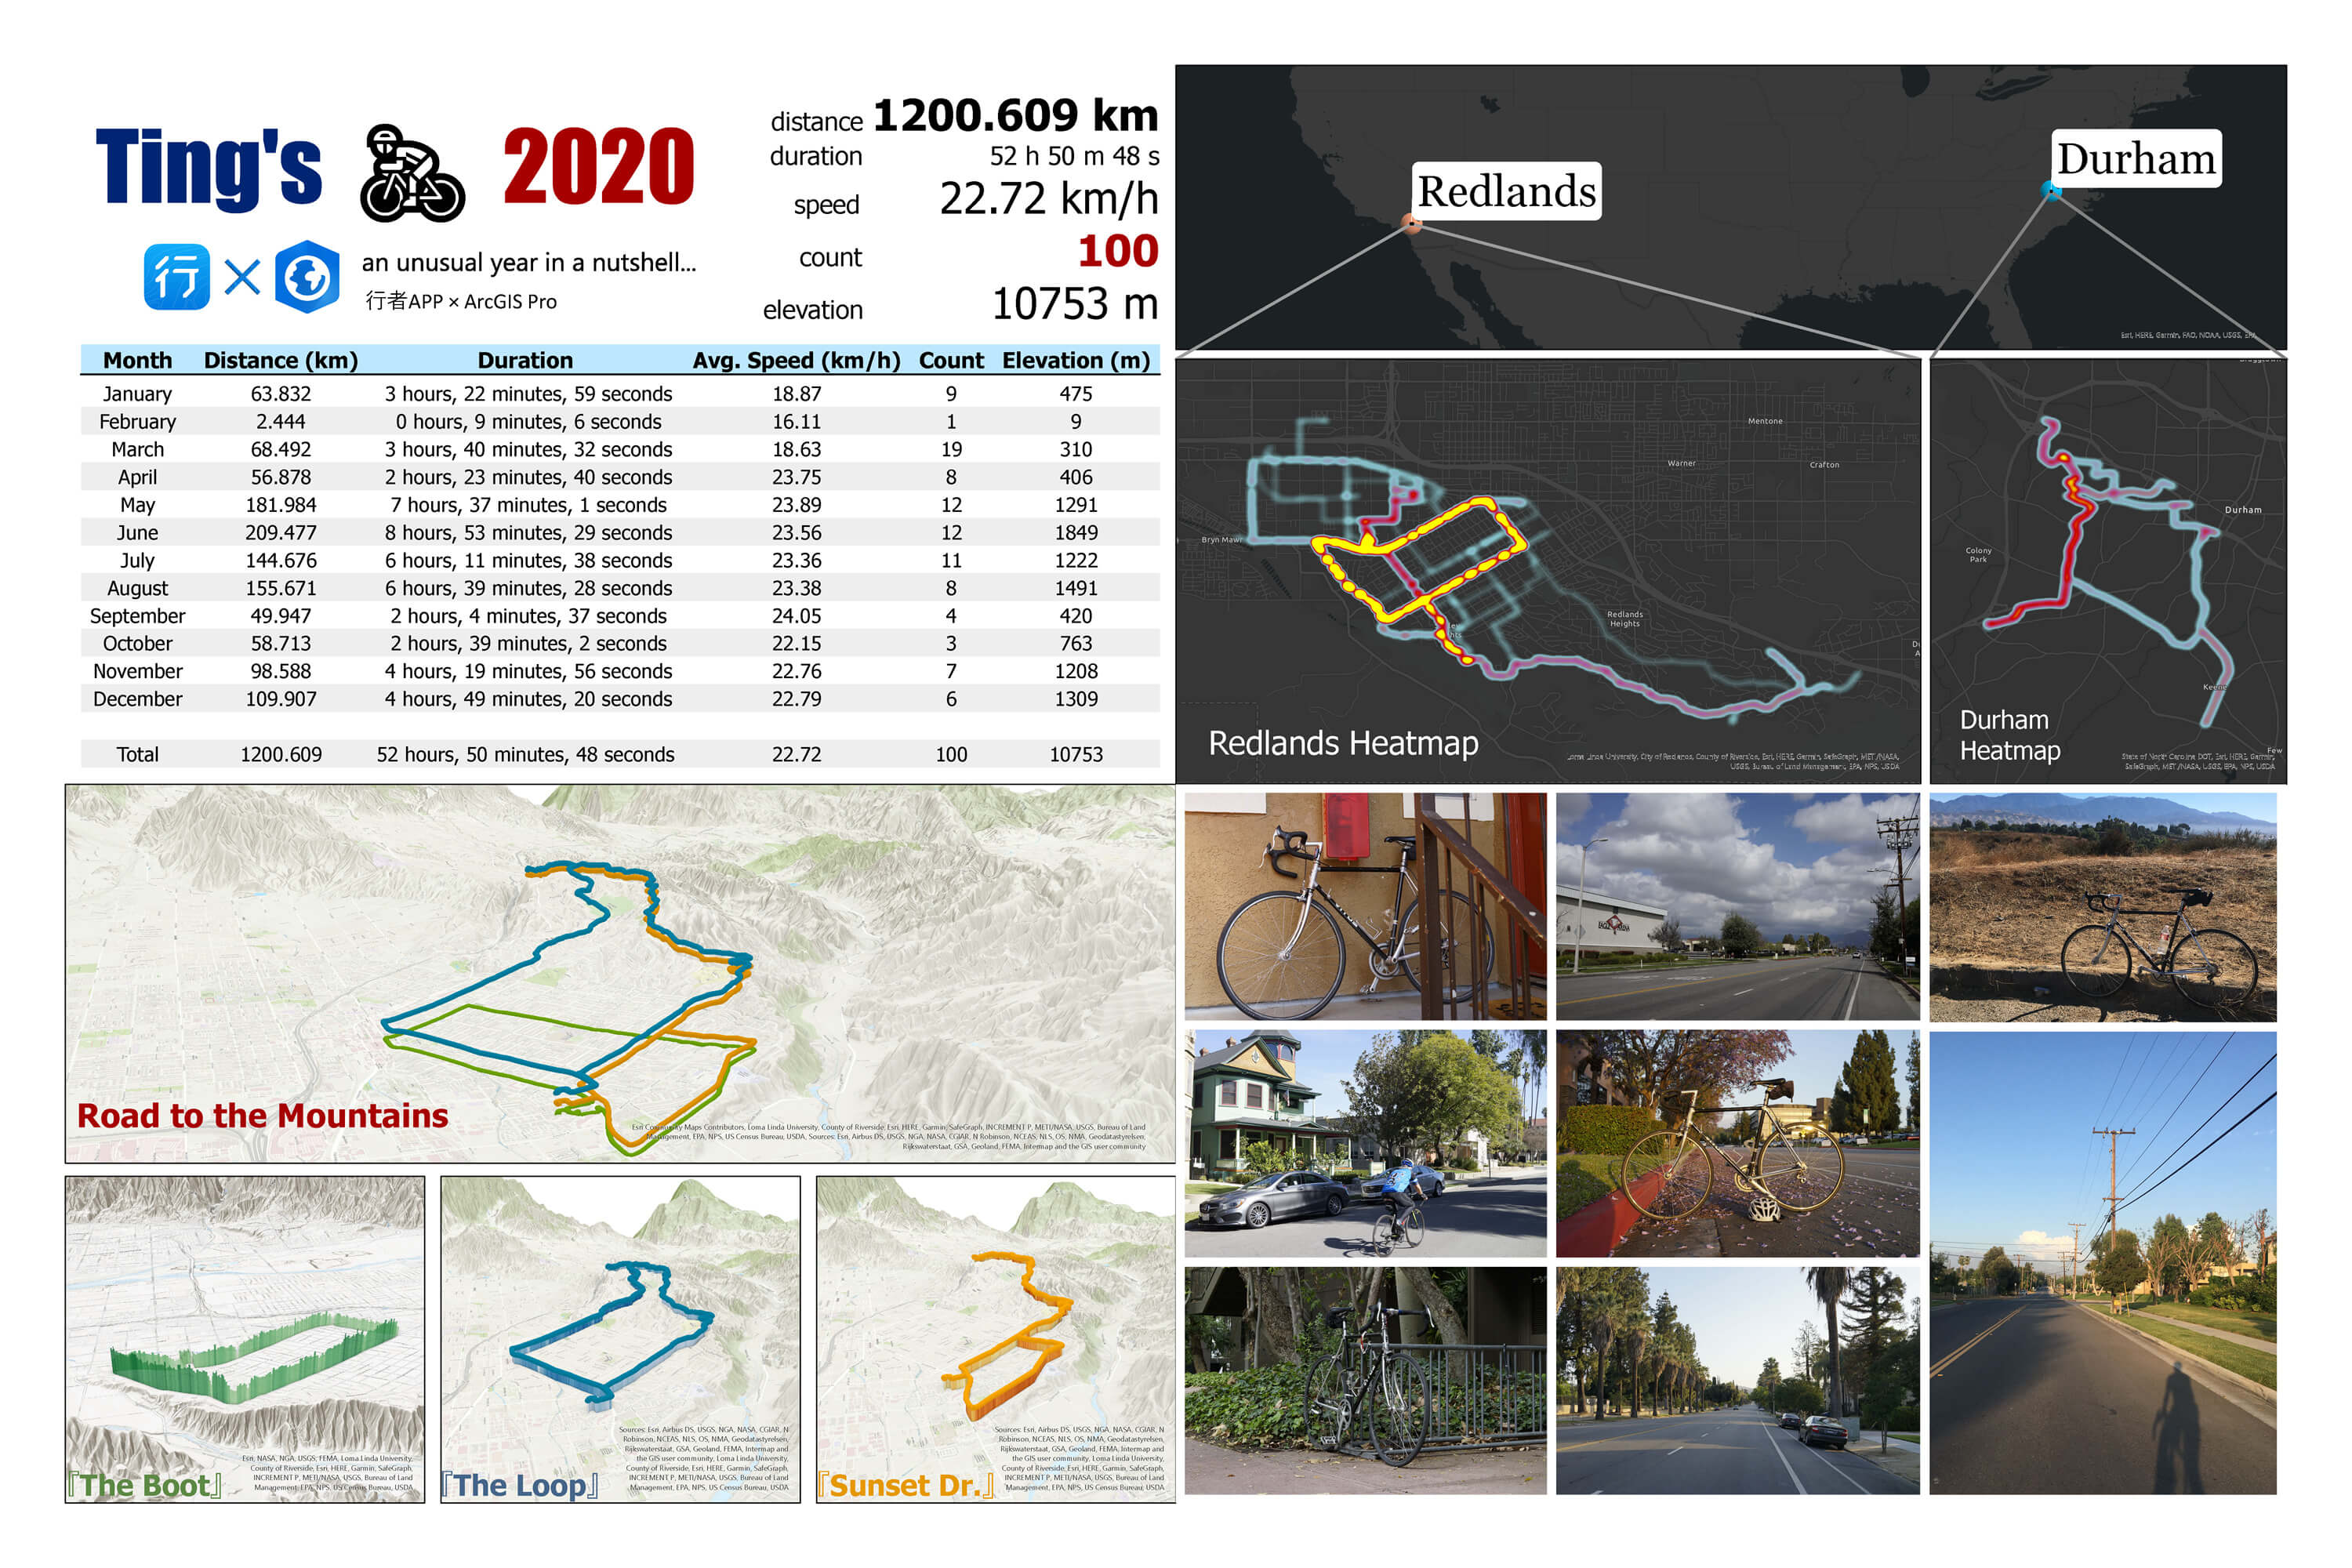 Ting's 2020
行
an unusual year in a nutshell...
行者APP × ArcGIS Pro
distance 1200.609 km
duration 52 h 50 m 48 s
speed 22.72 km/h
count 100
elevation 10753 m
Month Distance (km) Duration Avg. Speed (km/h) Count Elevation (m)
January 63.832 3 hours, 22 minutes, 59 seconds 18.87 9 475
February 2.444 0 hours, 9 minutes, 6 seconds 16.11 1 9
March 68.492 3 hours, 40 minutes, 32 seconds 18.63 19 310
April 56.878 2 hours, 23 minutes, 40 seconds 23.75 8 406
May 181.984 7 hours, 37 minutes, 1 seconds 23.89 12 1291
June 209.477 8 hours, 53 minutes, 29 seconds 23.56 12 1849
July 144.676 6 hours, 11 minutes, 38 seconds 23.36 11 1222
August 155.671 6 hours, 39 minutes, 28 seconds 23.38 8 1491
September 49.947 2 hours, 4 minutes, 37 seconds 24.05 4 420
October 58.713 2 hours, 39 minutes, 2 seconds 22.15 3 763
November 98.588 4 hours, 19 minutes, 56 seconds 22.76 7 1208
December 109.907 4 hours, 49 minutes, 20 seconds 22.79 6 1309
Total 1200.609 52 hours, 50 minutes, 48 seconds 22.72 100 10753
Redlands
Durham
Esri, HERE, Garmin, FAO, NOAA, USGS, EPA
Mentone
Warner
Crafton
Bryn Mawr
Redlands
Heights
Redlands Heatmap
Loma Linda University, City of Redlands, County of Riverside, Esri, HERE, Garmin, SafeGraph, MET/NASA,
USGS, Bureau of Land Management, EPA, NPS, USDA
Durham
Colony
Park
Few
Durham
Heatmap
State of North Carolina DOT, Esri, HERE, Garmin,
SafeGraph, MET/NASA, USGS, EPA, NPS, USDA
Road to the Mountains
Esri Community Maps Contributors, Loma Linda University, County of Riverside, Esri, HERE, Garmin, SafeGraph, INCREMENT P, METI/NASA, USGS, Bureau of Land
Management, EPA, NPS, US Census Bureau, USDA, Sources: Esri, Airbus DS, USGS, NGA, NASA, CGIAR, N Robinson, NCEAS, NLS, OS, NMA, Geodatastyrelsen,
Rijkswaterstaat, GSA, Geoland, FEMA, Intermap and the GIS user community
『The Boot』
Esri, NASA, NGA, USGS, FEMA, Loma Linda University,
County of Riverside, Esri, HERE, Garmin, SafeGraph,
INCREMENT P, METI/NASA, USGS, Bureau of Land
Management, EPA, NPS, US Census Bureau, USDA
『The Loop』
Sources: Esri, Airbus DS, USGS, NGA, NASA, CGIAR, N
Robinson, NCEAS, NLS, OS, NMA, Geodatastyrelsen,
Rijkswaterstaat, GSA, Geoland, FEMA, Intermap and
the GIS user community, Loma Linda University,
County of Riverside, Esri, HERE, Garmin, SafeGraph,
INCREMENT P, METI/NASA, USGS, Bureau of Land
Management, EPA, NPS, US Census Bureau, USDA
『Sunset Dr.』
Sources: Esri, Airbus DS, USGS, NGA, NASA, CGIAR, N
Robinson, NCEAS, NLS, OS, NMA, Geodatastyrelsen,
Rijkswaterstaat, GSA, Geoland, FEMA, Intermap and
the GIS user community, Loma Linda University,
County of Riverside, Esri, HERE, Garmin, SafeGraph,
INCREMENT P, METI/NASA, USGS, Bureau of Land
Management, EPA, NPS, US Census Bureau, USDA